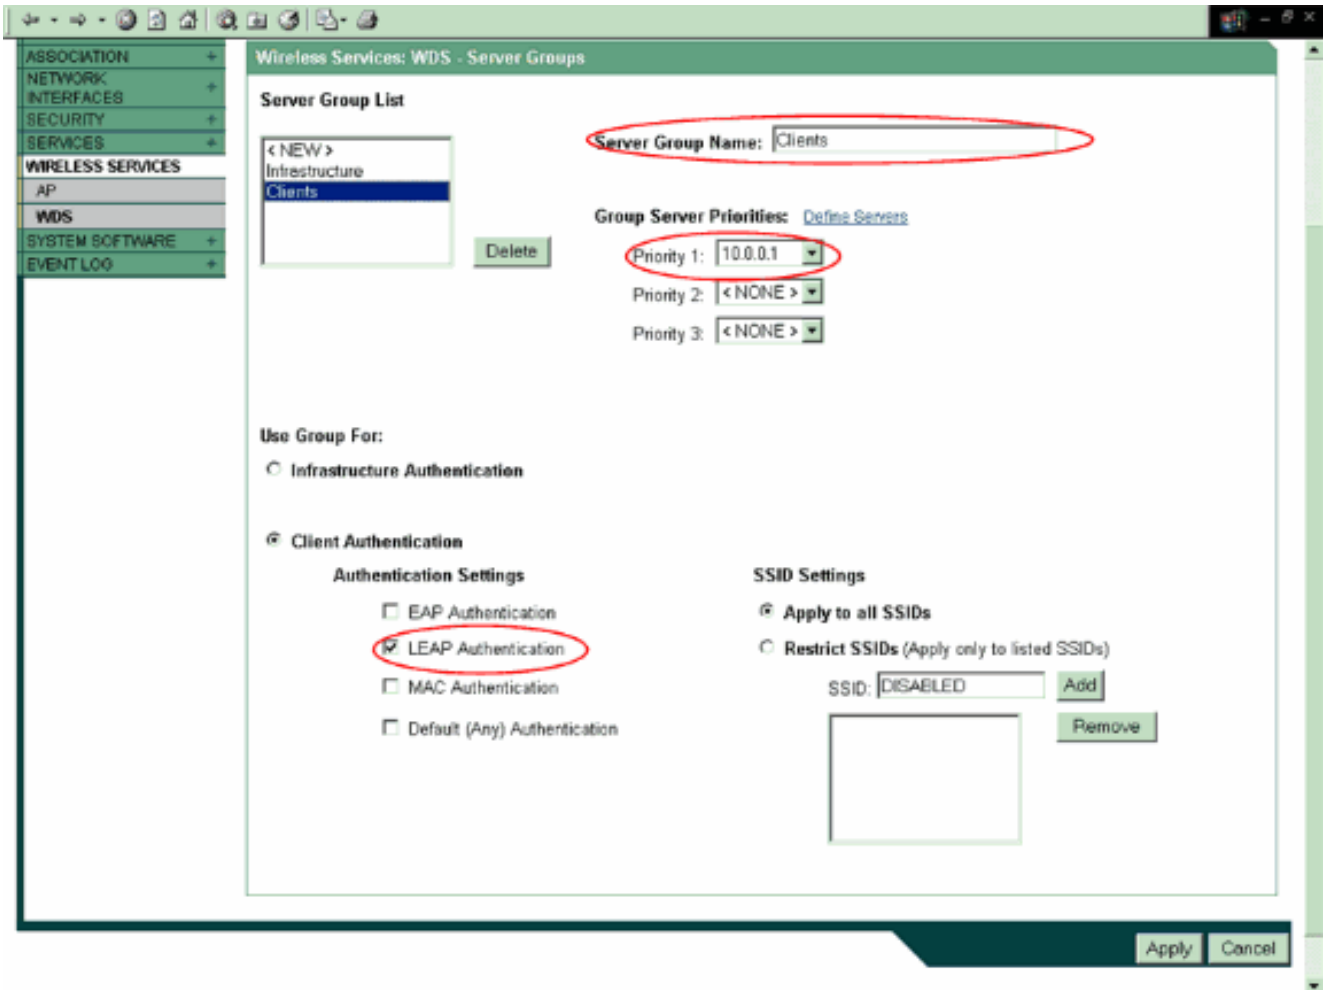 Wireless Services: WDS - Server Groups
ASSOCIATION +
NETWORK
INTERFACES +
SECURITY +
SERVICES +
WIRELESS SERVICES
AP
WDS
SYSTEM SOFTWARE +
EVENT LOG +
Server Group List
< NEW >
Infrastructure
Clients
Delete
Server Group Name: Clients
Group Server Priorities: Define Servers
Priority 1: 10.0.0.1
Priority 2: < NONE >
Priority 3: < NONE >
Use Group For:
Infrastructure Authentication
Client Authentication
Authentication Settings
EAP Authentication
LEAP Authentication
MAC Authentication
Default (Any) Authentication
SSID Settings
Apply to all SSIDs
Restrict SSIDs (Apply only to listed SSIDs)
SSID: DISABLED Add
Remove
Apply Cancel